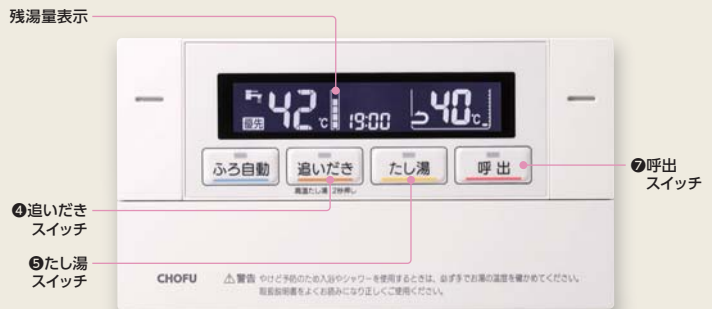 残湯量表示
優先 42 ℃ 19:00 40 ℃
ふろ自動 追いだき たし湯 呼出
高温たし湯 2秒押し
❼呼出
スイッチ
❹追いだき
スイッチ
❺たし湯
スイッチ
CHOFU ⚠警告 やけど予防のため入浴やシャワーを使用するときは、必ず手でお湯の温度を確かめてください。
取扱説明書をよくお読みになり正しくご使用ください。